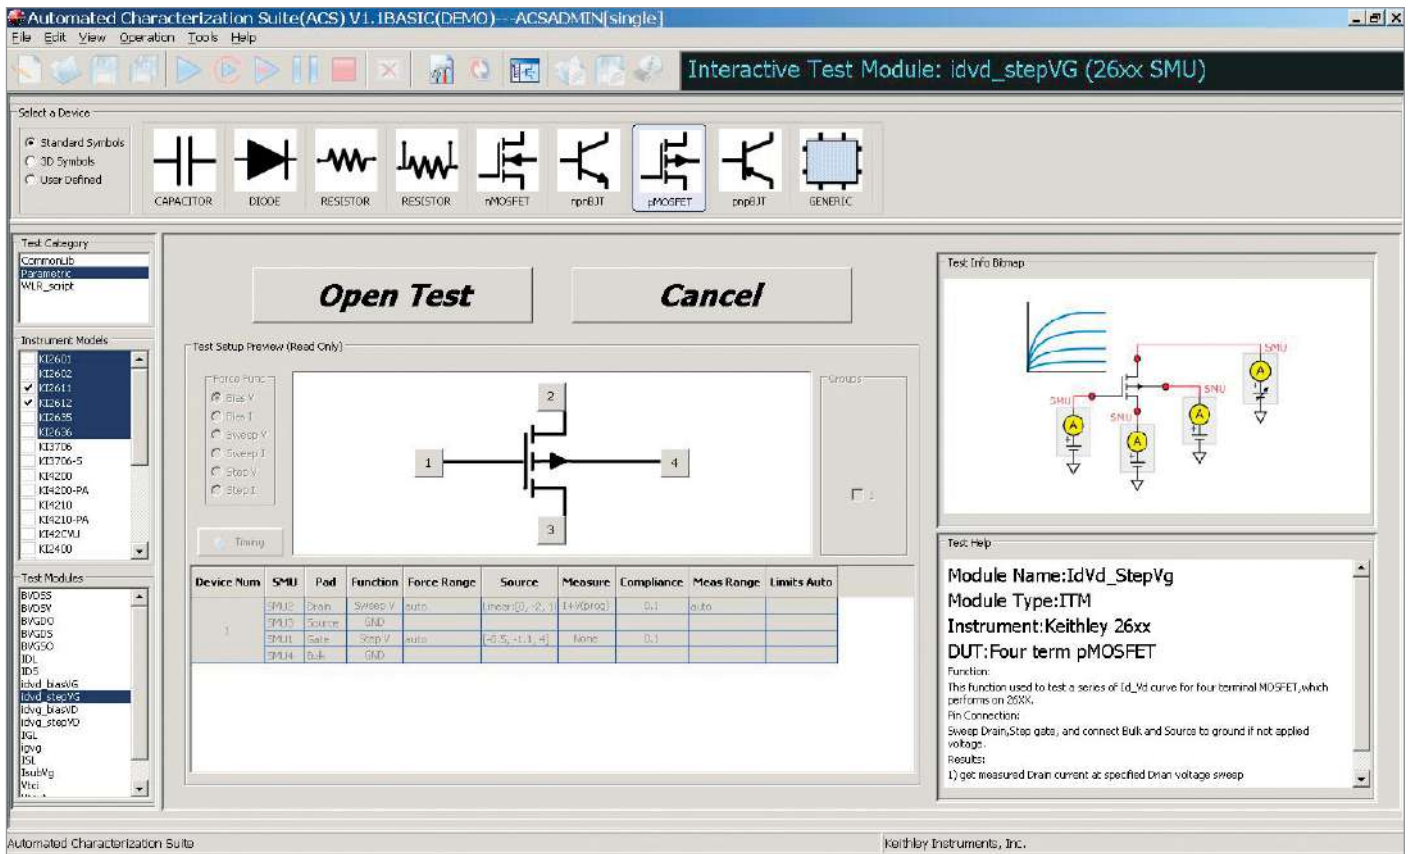 Automated Characterization Suite(ACS) V1.1BASIC(DEMO)---ACSADMIN[single]
File Edit View Operation Tools Help
Interactive Test Module: idvd_stepVG (26xx SMU)
Select a Device
Standard Symbols
3D Symbols
User Defined
CAPACITOR DIODE RESISTOR RESISTOR nMOSFET npnBJT pMOSFET pnpBJT GENERIC
Test Category
CommonLib
Parametric
WLR_script
Instrument Models
KI2601
KI2602
KI2611
KI2612
KI2635
KI2636
KI3706
KI3706-S
KI4200
KI4200-PA
KI4210
KI4210-PA
KI42CVU
KI2400
Test Modules
BVDSS
BVDSV
BVGDO
BVGDS
BVGSO
IDL
IDS
idvd_biasVG
idvd_stepVG
idvg_biasVD
idvg_stepVD
IGL
igvg
ISL
IsubVg
Vtci
Open Test
Cancel
Test Setup Preview (Read Only)
Force Func
Bias V
Bias I
Sweep V
Sweep I
Step V
Step I
Timing
1
2
3
4
Groups
Device Num SMU Pad Function Force Range Source Measure Compliance Meas Range Limits Auto
1
SMU2 Drain Sweep V auto Linear:[0, -2, 1 I+V(prog) 0.1 auto
SMU3 Source GND
SMU1 Gate Step V auto [-0.5, -1.1, 4] None 0.1
SMU4 Bulk GND
Test Info Bitmap
SMU
SMU
SMU
SMU
A
A
A
A
Test Help
Module Name:IdVd_StepVg
Module Type:ITM
Instrument:Keithley 26xx
DUT:Four term pMOSFET
Function:
This function used to test a series of Id_Vd curve for four terminal MOSFET,which
performs on 26XX.
Pin Connection:
Sweep Drain,Step gate, and connect Bulk and Source to ground if not applied
voltage.
Results:
1) get measured Drain current at specified Drian voltage sweep
Automated Characterization Suite
Keithley Instruments, Inc.